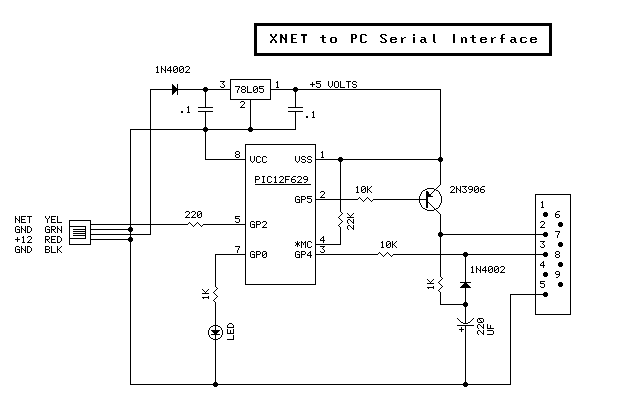 XNET to PC Serial Interface
1N4002
3 78L05 1 +5 VOLTS
2
.1 .1
8 VCC VSS 1
PIC12F629
GP5 2 10K 2N3906
22K
NET YEL
GND GRN
+12 RED
GND BLK
220 5 GP2
*MC 4
7 GP0 GP4 3 10K
1K
LED
1K
1N4002
220 UF
+
1
6
2
7
3
8
4
9
5